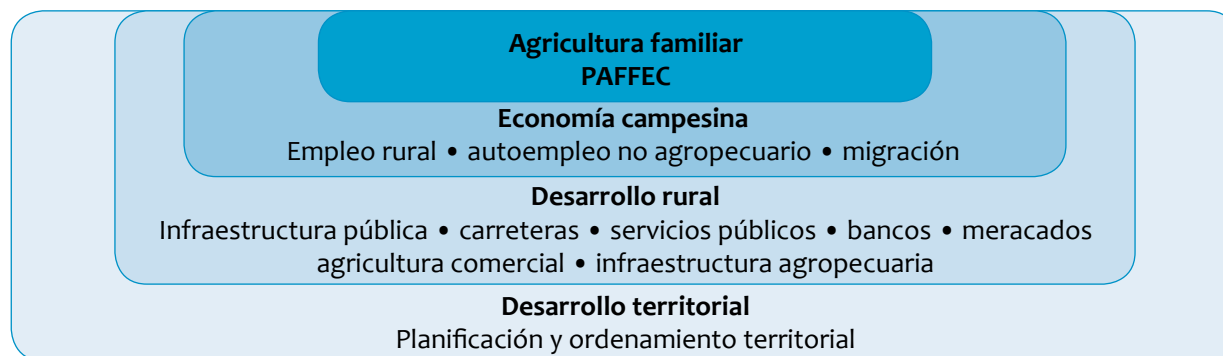 Agricultura familiar
PAFFEC
Economía campesina
Empleo rural • autoempleo no agropecuario • migración
Desarrollo rural
Infraestructura pública • carreteras • servicios públicos • bancos • meracados
agricultura comercial • infraestructura agropecuaria
Desarrollo territorial
Planificación y ordenamiento territorial